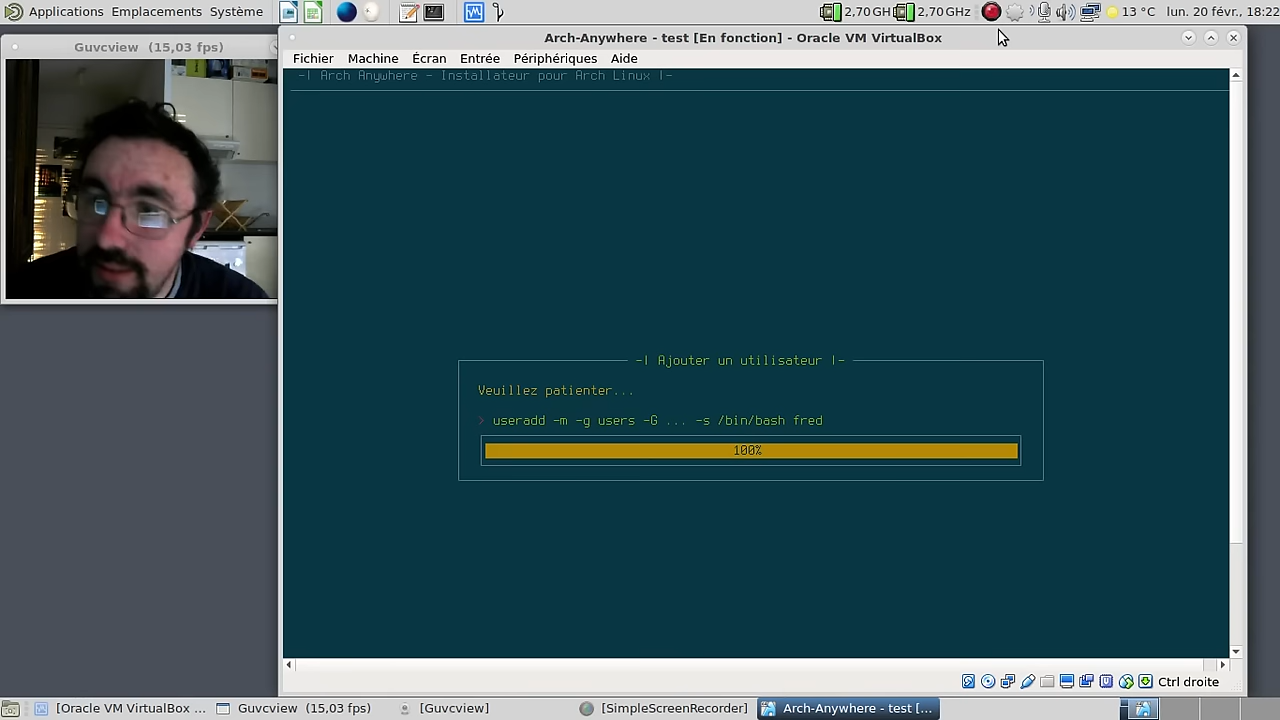 Applications Emplacements Système
2,70 GH 2,70 GHz 13 °C lun. 20 févr., 18:22
Guvcview (15,03 fps)
Arch-Anywhere - test [En fonction] - Oracle VM VirtualBox
Fichier Machine Écran Entrée Périphériques Aide
-| Arch Anywhere - Installateur pour Arch Linux |-
-| Ajouter un utilisateur |-
Veuillez patienter...
> useradd -m -g users -G ... -s /bin/bash fred
100%
Ctrl droite
[Oracle VM VirtualBox ... Guvcview (15,03 fps) [Guvcview] [SimpleScreenRecorder] Arch-Anywhere - test [...